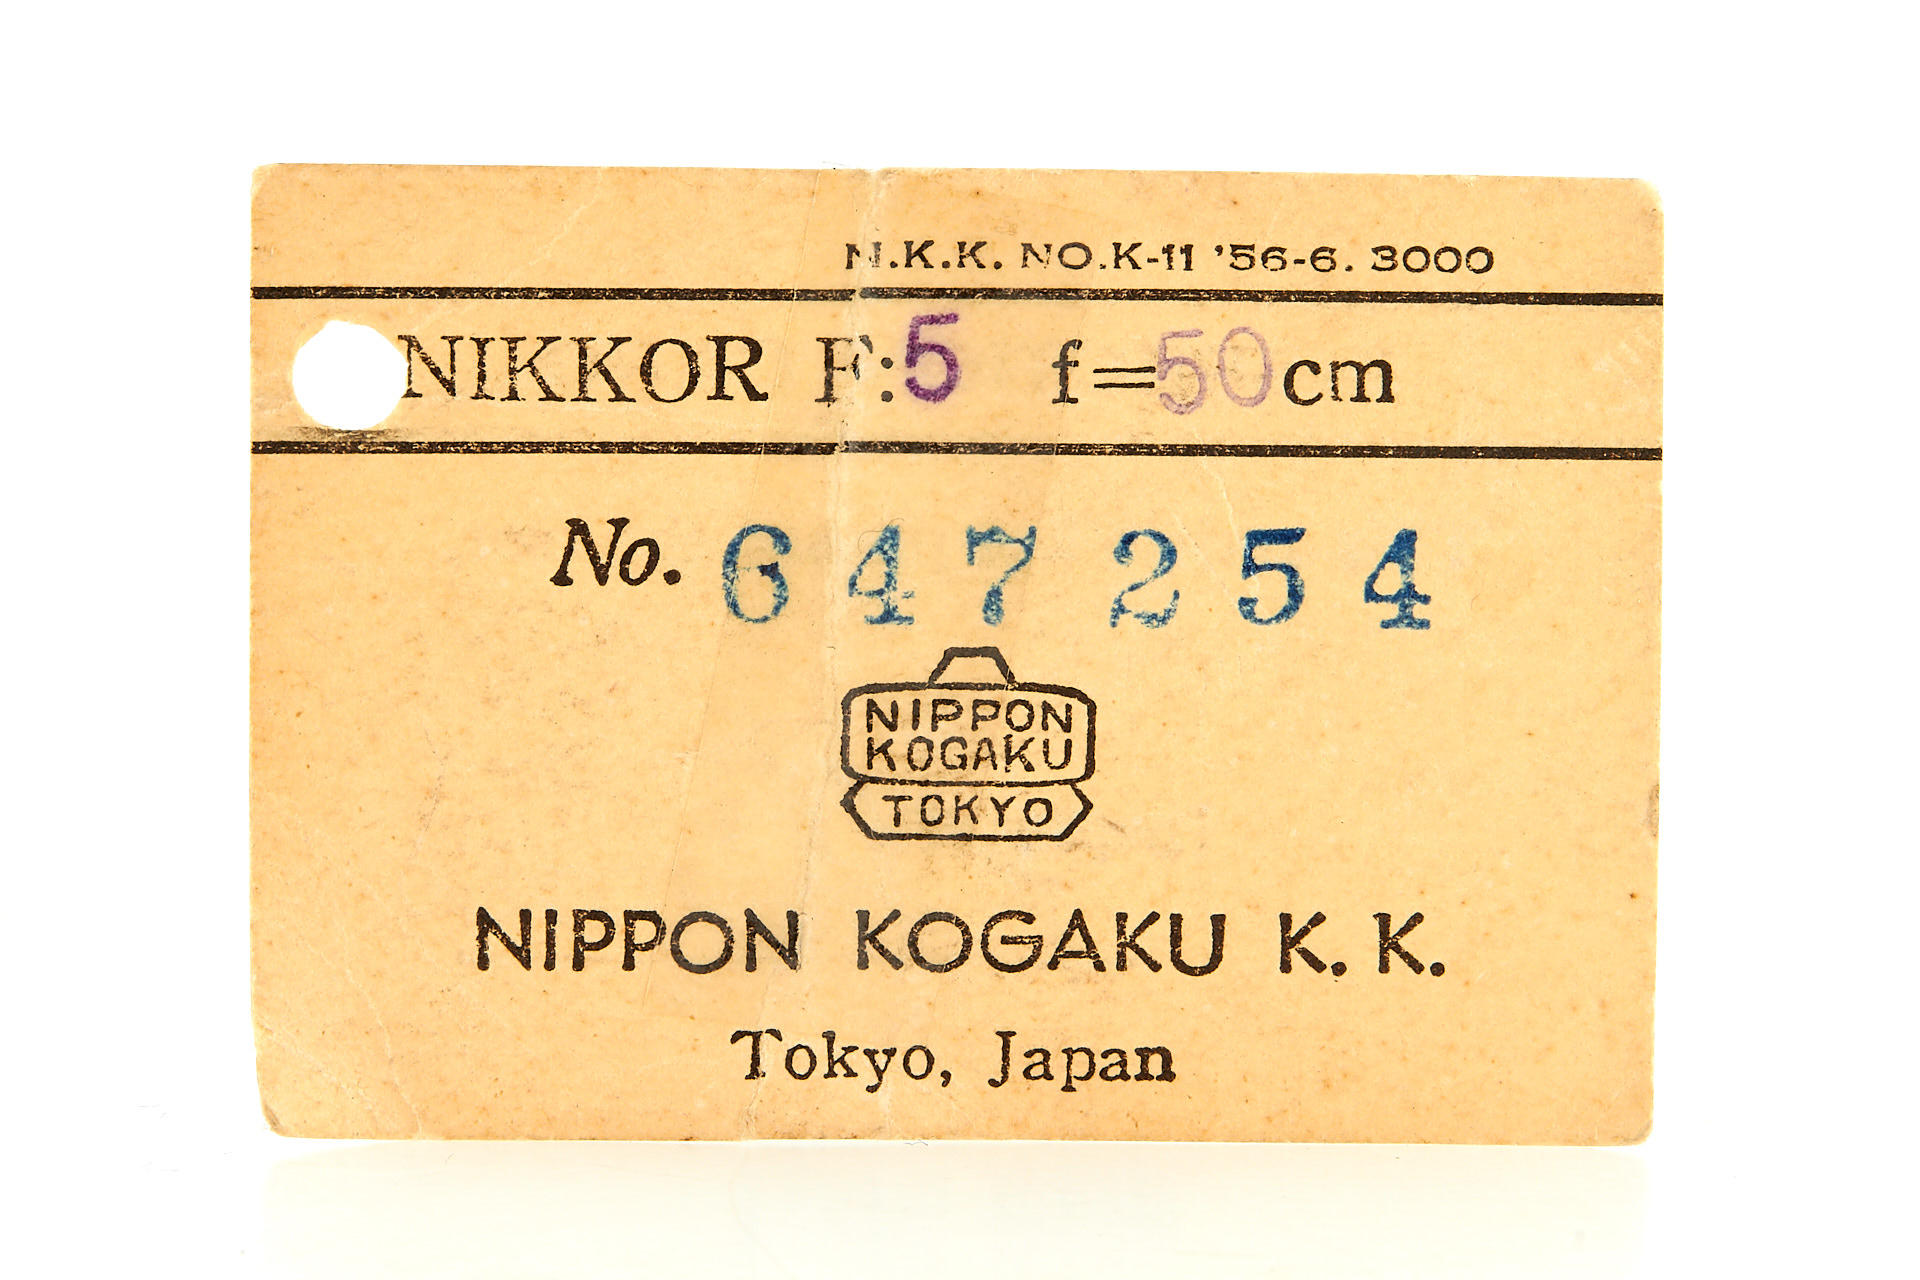 N.K.K. NO.K-11 '56-6. 3000
NIKKOR F:5 f=50cm
No. 647254
NIPPON
KOGAKU
TOKYO
NIPPON KOGAKU K. K.
Tokyo, Japan